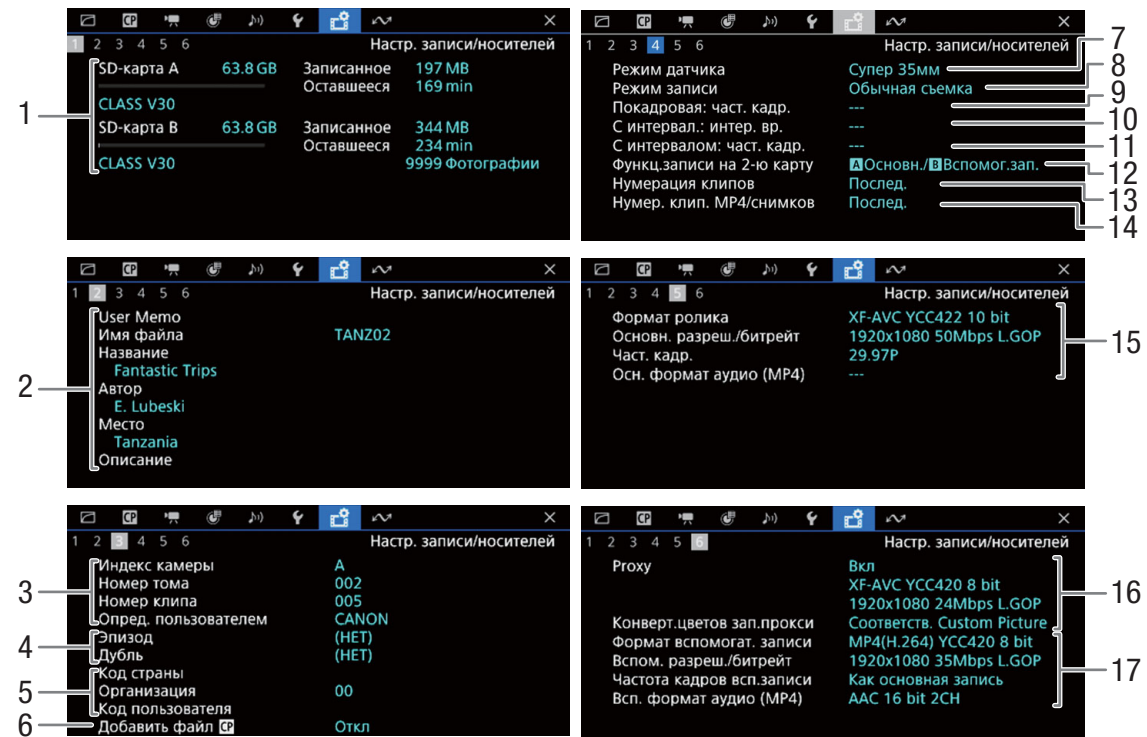 CP
1 2 3 4 5 6
Настр. записи/носителей
SD-карта A 63.8 GB Записанное 197 MB
Оставшееся 169 min
CLASS V30
SD-карта B 63.8 GB Записанное 344 MB
Оставшееся 234 min
CLASS V30 9999 Фотографии
1
CP
1 2 3 4 5 6
Настр. записи/носителей
Режим датчика Супер 35мм
Режим записи Обычная съемка
Покадровая: част. кадр. ---
С интервал.: интер. вр. ---
С интервалом: част. кадр. ---
Функц.записи на 2-ю карту AОсновн./BВспомог.зап.
Нумерация клипов Послед.
Нумер. клип. MP4/снимков Послед.
7
8
9
10
11
12
13
14
CP
1 2 3 4 5 6
Настр. записи/носителей
User Memo
Имя файла TANZ02
Название
Fantastic Trips
Автор
E. Lubeski
Место
Tanzania
Описание
2
CP
1 2 3 4 5 6
Настр. записи/носителей
Формат ролика XF-AVC YCC422 10 bit
Основн. разреш./битрейт 1920x1080 50Mbps L.GOP
Част. кадр. 29.97P
Осн. формат аудио (MP4) ---
15
CP
1 2 3 4 5 6
Настр. записи/носителей
Индекс камеры A
Номер тома 002
Номер клипа 005
Опред. пользователем CANON
Эпизод (НЕТ)
Дубль (НЕТ)
Код страны
Организация 00
Код пользователя
Добавить файл CP Откл
3
4
5
6
CP
1 2 3 4 5 6
Настр. записи/носителей
Proxy Вкл
XF-AVC YCC420 8 bit
1920x1080 24Mbps L.GOP
Конверт.цветов зап.прокси Соответств. Custom Picture
Формат вспомогат. записи MP4(H.264) YCC420 8 bit
Вспом. разреш./битрейт 1920x1080 35Mbps L.GOP
Частота кадров всп.записи Как основная запись
Всп. формат аудио (MP4) AAC 16 bit 2CH
16
17